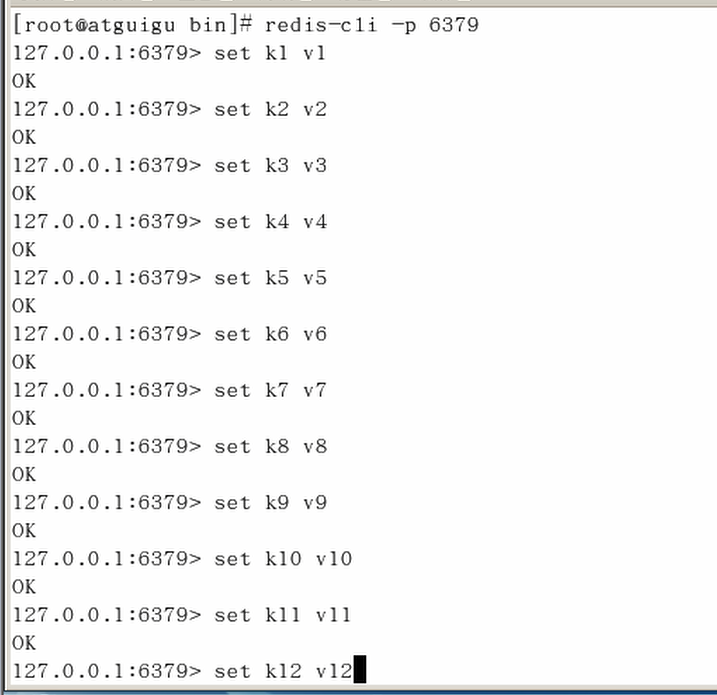 [root@atguigu bin]# redis-cli -p 6379
127.0.0.1:6379> set k1 v1
OK
127.0.0.1:6379> set k2 v2
OK
127.0.0.1:6379> set k3 v3
OK
127.0.0.1:6379> set k4 v4
OK
127.0.0.1:6379> set k5 v5
OK
127.0.0.1:6379> set k6 v6
OK
127.0.0.1:6379> set k7 v7
OK
127.0.0.1:6379> set k8 v8
OK
127.0.0.1:6379> set k9 v9
OK
127.0.0.1:6379> set k10 v10
OK
127.0.0.1:6379> set k11 v11
OK
127.0.0.1:6379> set k12 v12